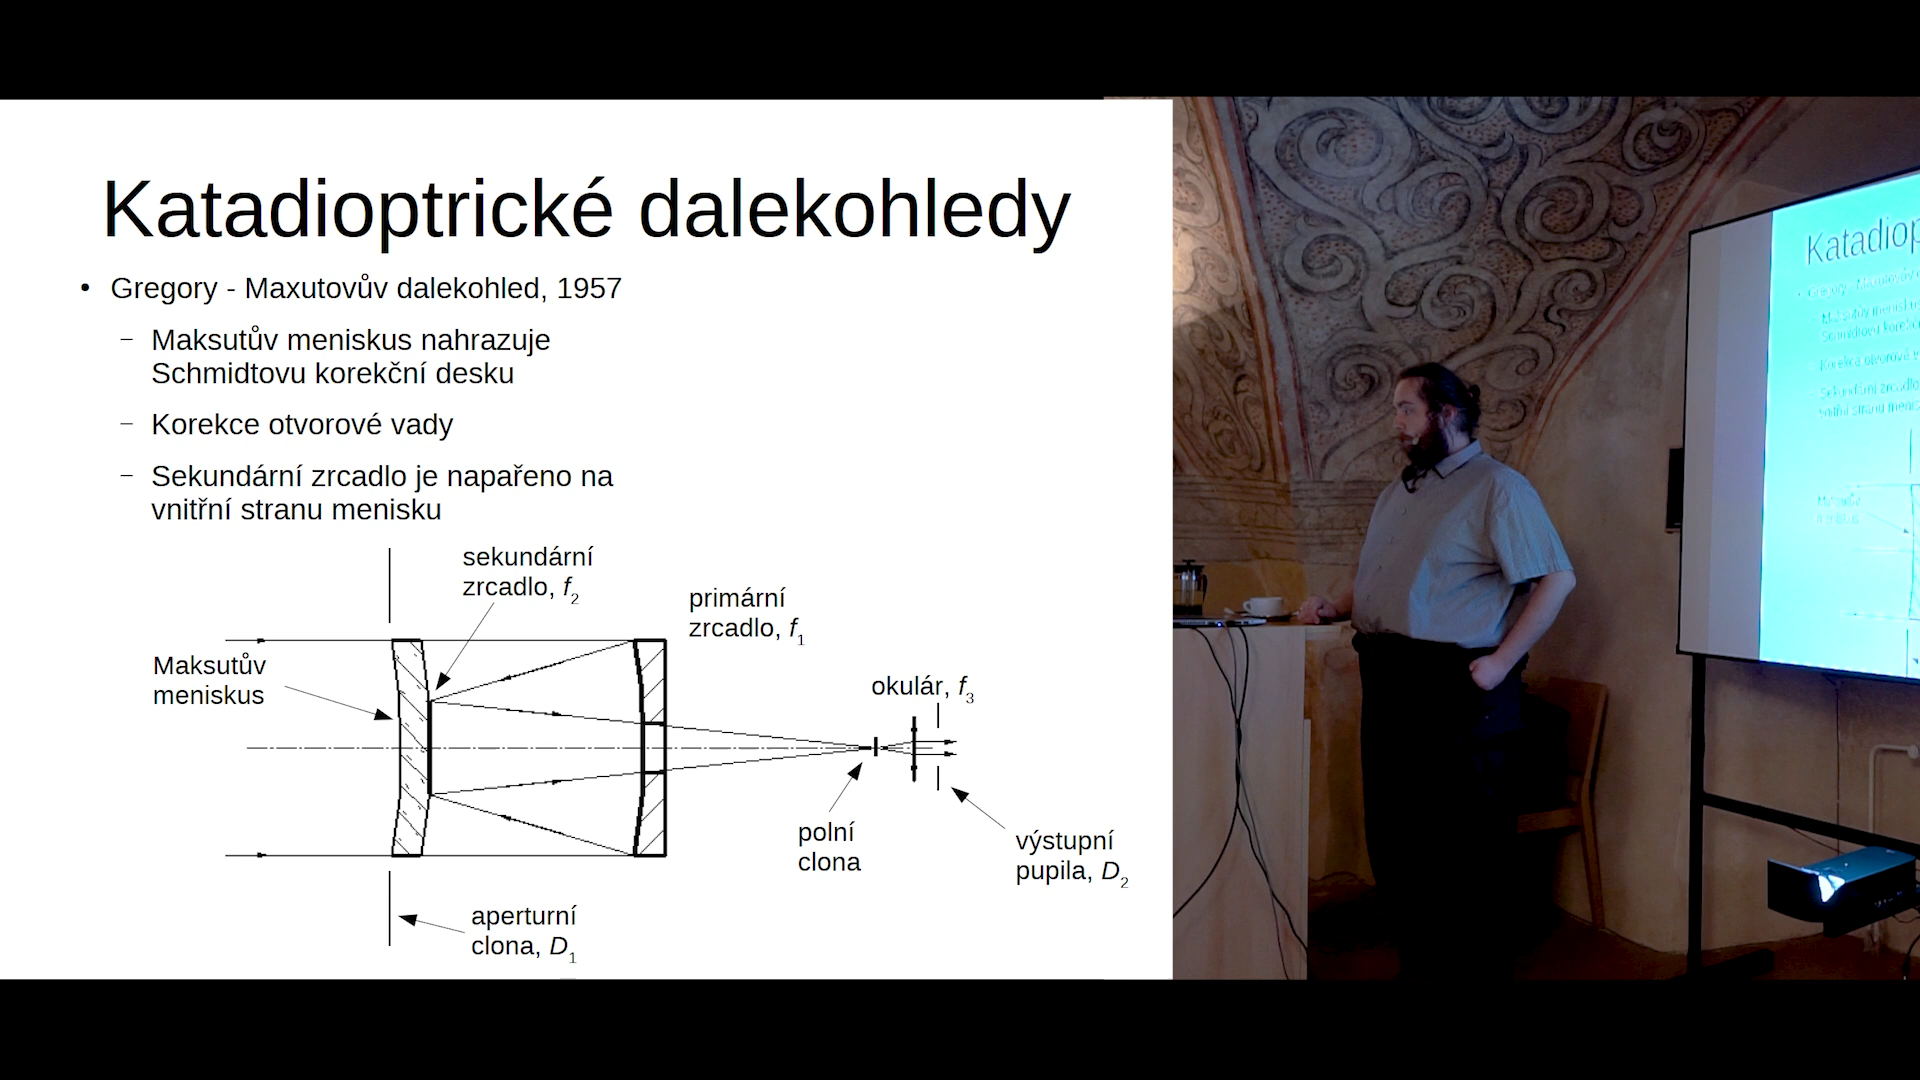 Katadioptrické dalekohledy
• Gregory - Maxutovův dalekohled, 1957
– Maksutův meniskus nahrazuje
Schmidtovu korekční desku
– Korekce otvorové vady
– Sekundární zrcadlo je napařeno na
vnitřní stranu menisku
sekundární
zrcadlo, f2
primární
zrcadlo, f1
Maksutův
meniskus
okulár, f3
polní
clona
výstupní
pupila, D2
aperturní
clona, D1
Katadiop